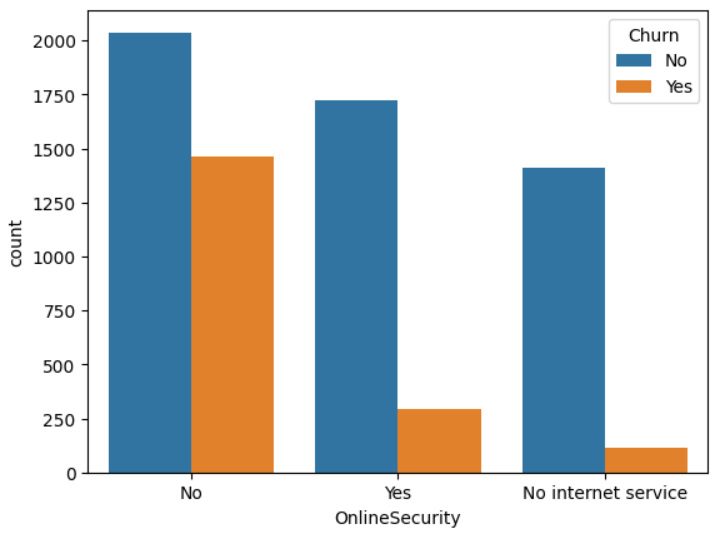 Churn
No
Yes
2000
1750
1500
1250
1000
750
500
250
0
count
No Yes No internet service
OnlineSecurity